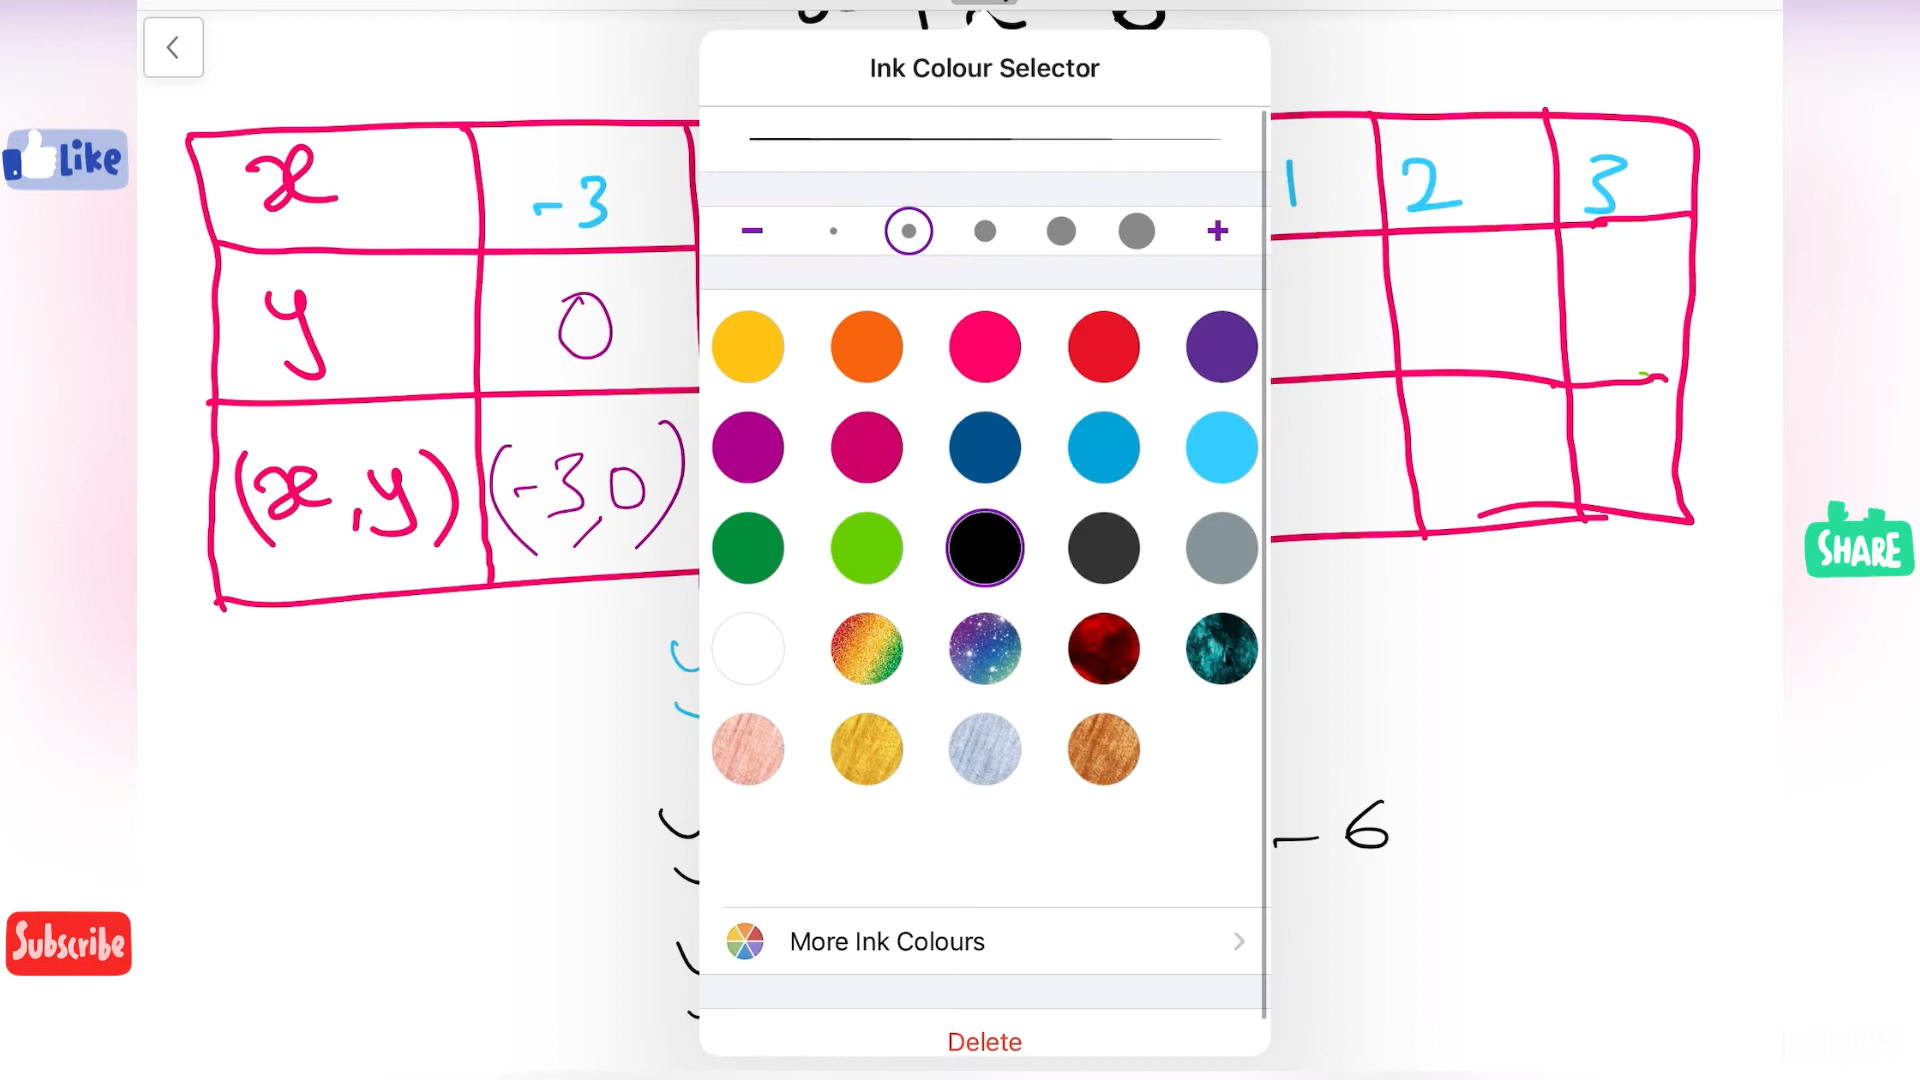 Ink Colour Selector
Like
x -3 1 2 3
y 0
(x,y) (-3,0)
SHARE
- 6
Subscribe
More Ink Colours
Delete